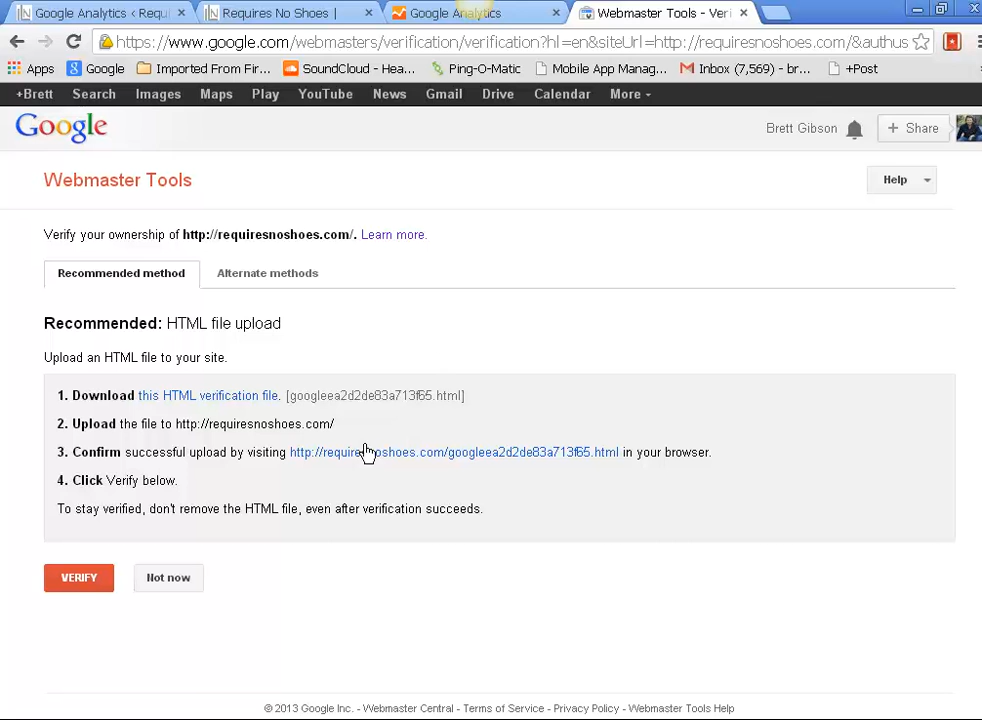 Google Analytics ‹ Requ
Requires No Shoes |
Google Analytics
Webmaster Tools - Veri
https://www.google.com/webmasters/verification/verification?hl=en&siteUrl=http://requiresnoshoes.com/&authus
Apps Google Imported From Fir... SoundCloud - Hea... Ping-O-Matic Mobile App Manag... Inbox (7,569) - br... +Post
+Brett Search Images Maps Play YouTube News Gmail Drive Calendar More
Google Brett Gibson + Share
Webmaster Tools Help
Verify your ownership of http://requiresnoshoes.com/. Learn more.
Recommended method Alternate methods
Recommended: HTML file upload
Upload an HTML file to your site.
1. Download this HTML verification file. [googleea2d2de83a713f65.html]
2. Upload the file to http://requiresnoshoes.com/
3. Confirm successful upload by visiting http://requiresnoshoes.com/googleea2d2de83a713f65.html in your browser.
4. Click Verify below.
To stay verified, don't remove the HTML file, even after verification succeeds.
VERIFY Not now
© 2013 Google Inc. - Webmaster Central - Terms of Service - Privacy Policy - Webmaster Tools Help